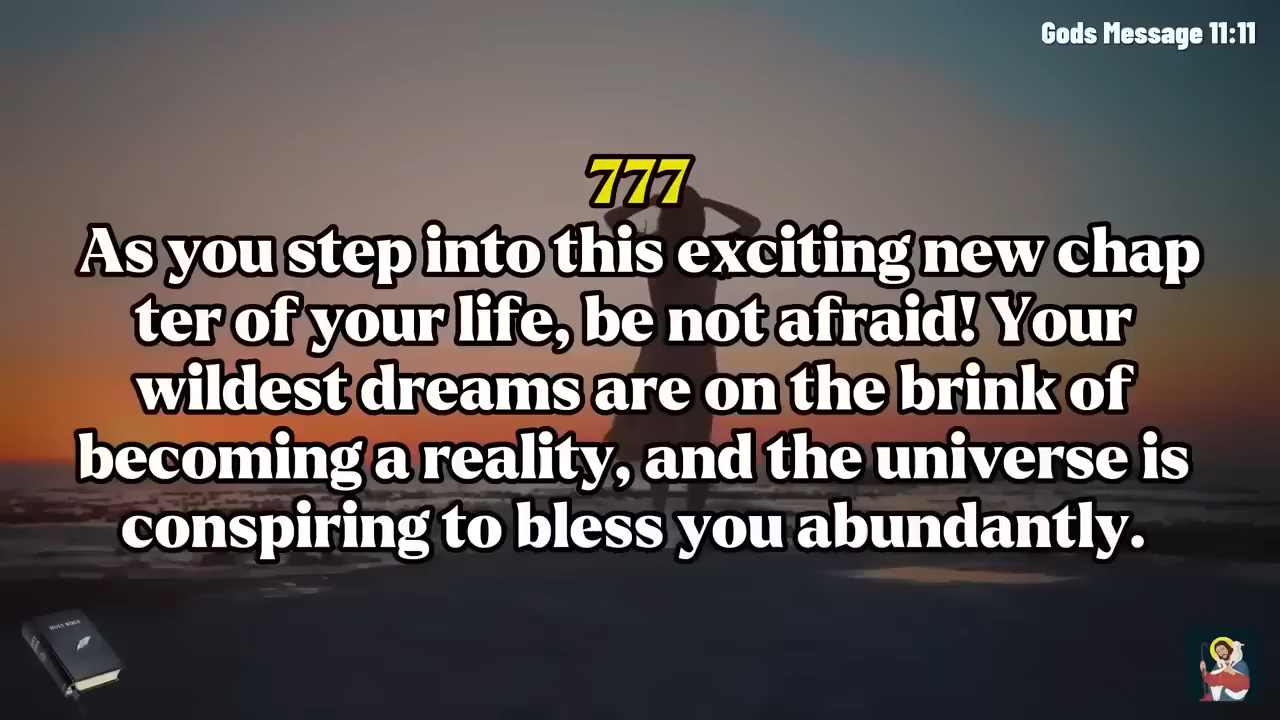 Gods Message 11:11
777
As you step into this exciting new chap
ter of your life, be not afraid! Your
wildest dreams are on the brink of
becoming a reality, and the universe is
conspiring to bless you abundantly.
HOLY BIBLE